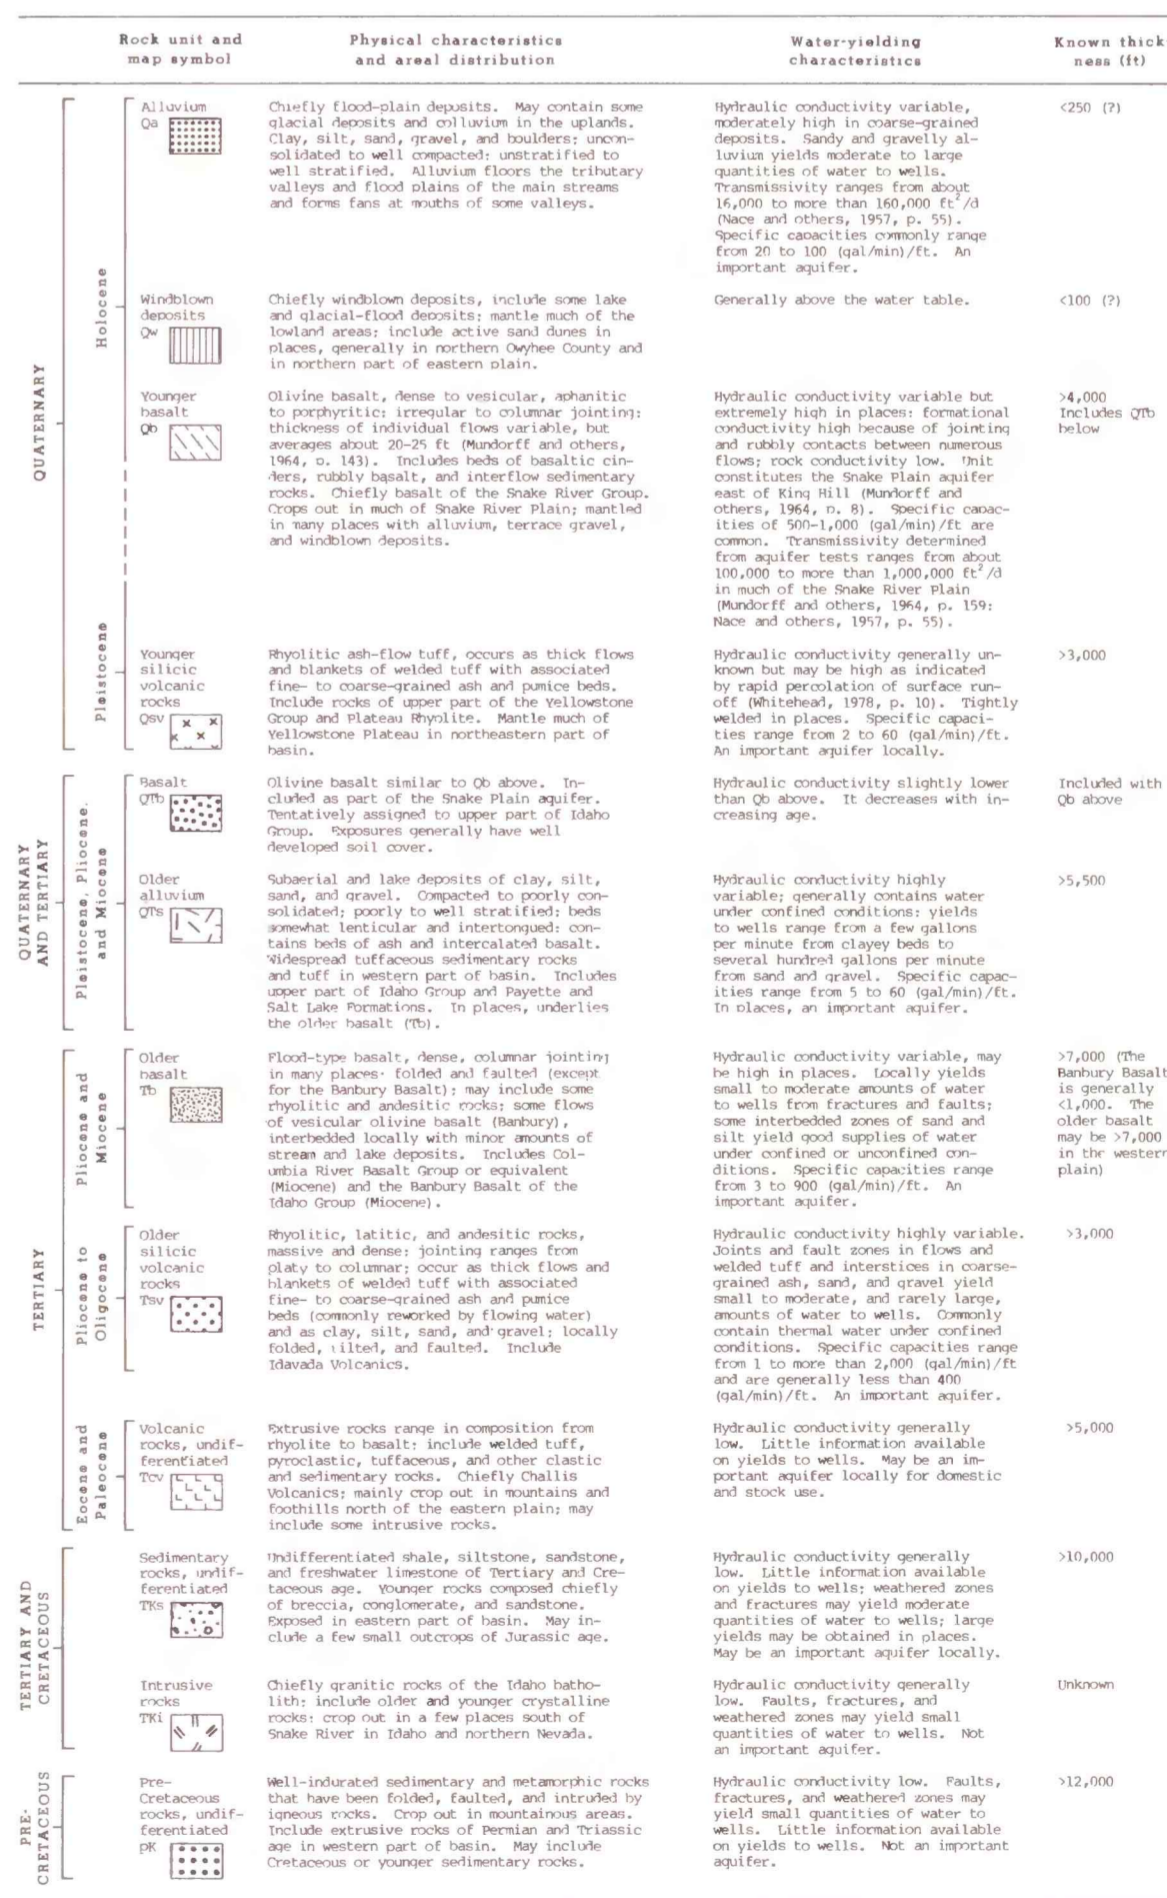 Rock unit and
map symbol
Physical characteristics
and areal distribution
Water-yielding
characteristics
Known thick-
ness (ft)
QUATERNARY
Holocene
Alluvium
Qa
Chiefly flood-plain deposits. May contain some
glacial deposits and colluvium in the uplands.
Clay, silt, sand, gravel, and boulders; uncon-
solidated to well compacted; unstratified to
well stratified. Alluvium floors the tributary
valleys and flood plains of the main streams
and forms fans at mouths of some valleys.
Hydraulic conductivity variable,
moderately high in coarse-grained
deposits. Sandy and gravelly al-
luvium yields moderate to large
quantities of water to wells.
Transmissivity ranges from about
16,000 to more than 160,000 ft²/d
(Nace and others, 1957, p. 55).
Specific capacities commonly range
from 20 to 100 (gal/min)/ft. An
important aquifer.
<250 (?)
Windblown
deposits
Qw
Chiefly windblown deposits, include some lake
and glacial-flood deposits; mantle much of the
lowland areas; include active sand dunes in
places, generally in northern Owyhee County and
in northern part of eastern plain.
Generally above the water table.
<100 (?)
Younger
basalt
Qb
Olivine basalt, dense to vesicular, aphanitic
to porphyritic; irregular to columnar jointing;
thickness of individual flows variable, but
averages about 20-25 ft (Mundorff and others,
1964, p. 143). Includes beds of basaltic cin-
ders, rubbly basalt, and interflow sedimentary
rocks. Chiefly basalt of the Snake River Group.
Crops out in much of Snake River Plain; mantled
in many places with alluvium, terrace gravel,
and windblown deposits.
Hydraulic conductivity variable but
extremely high in places; formational
conductivity high because of jointing
and rubbly contacts between numerous
flows; rock conductivity low. Unit
constitutes the Snake Plain aquifer
east of King Hill (Mundorff and
others, 1964, p. 8). Specific capac-
ities of 500-1,000 (gal/min)/ft are
common. Transmissivity determined
from aquifer tests ranges from about
100,000 to more than 1,000,000 ft²/d
in much of the Snake River Plain
(Mundorff and others, 1964, p. 159;
Nace and others, 1957, p. 55).
>4,000
Includes QTb
below
Pleistocene
Younger
silicic
volcanic
rocks
Qsv
Rhyolitic ash-flow tuff, occurs as thick flows
and blankets of welded tuff with associated
fine- to coarse-grained ash and pumice beds.
Include rocks of upper part of the Yellowstone
Group and Plateau Rhyolite. Mantle much of
Yellowstone Plateau in northeastern part of
basin.
Hydraulic conductivity generally un-
known but may be high as indicated
by rapid percolation of surface run-
off (Whitehead, 1978, p. 10). Tightly
welded in places. Specific capaci-
ties range from 2 to 60 (gal/min)/ft.
An important aquifer locally.
>3,000
QUATERNARY
AND TERTIARY
Pleistocene, Pliocene,
and Miocene
Basalt
QTb
Olivine basalt similar to Qb above. In-
cluded as part of the Snake Plain aquifer.
Tentatively assigned to upper part of Idaho
Group. Exposures generally have well
developed soil cover.
Hydraulic conductivity slightly lower
than Qb above. It decreases with in-
creasing age.
Included with
Qb above
Older
alluvium
QTs
Subaerial and lake deposits of clay, silt,
sand, and gravel. Compacted to poorly con-
solidated; poorly to well stratified; beds
somewhat lenticular and intertongued; con-
tains beds of ash and intercalated basalt.
Widespread tuffaceous sedimentary rocks
and tuff in western part of basin. Includes
upper part of Idaho Group and Payette and
Salt Lake Formations. In places, underlies
the older basalt (Tb).
Hydraulic conductivity highly
variable; generally contains water
under confined conditions; yields
to wells range from a few gallons
per minute from clayey beds to
several hundred gallons per minute
from sand and gravel. Specific capac-
ities range from 5 to 60 (gal/min)/ft.
In places, an important aquifer.
>5,500
TERTIARY
Pliocene and
Miocene
Older
basalt
Tb
Flood-type basalt, dense, columnar jointing
in many places; folded and faulted (except
for the Banbury Basalt); may include some
rhyolitic and andesitic rocks; some flows
of vesicular olivine basalt (Banbury),
interbedded locally with minor amounts of
stream and lake deposits. Includes Col-
umbia River Basalt Group or equivalent
(Miocene) and the Banbury Basalt of the
Idaho Group (Miocene).
Hydraulic conductivity variable, may
be high in places. Locally yields
small to moderate amounts of water
to wells from fractures and faults;
some interbedded zones of sand and
silt yield good supplies of water
under confined or unconfined con-
ditions. Specific capacities range
from 3 to 900 (gal/min)/ft. An
important aquifer.
>7,000 (The
Banbury Basalt
is generally
<1,000. The
older basalt
may be >7,000
in the western
plain)
Pliocene to
Oligocene
Older
silicic
volcanic
rocks
Tsv
Rhyolitic, latitic, and andesitic rocks,
massive and dense; jointing ranges from
platy to columnar; occur as thick flows and
blankets of welded tuff with associated
fine- to coarse-grained ash and pumice
beds (commonly reworked by flowing water)
and as clay, silt, sand, and gravel; locally
folded, tilted, and faulted. Include
Idavada Volcanics.
Hydraulic conductivity highly variable.
Joints and fault zones in flows and
welded tuff and interstices in coarse-
grained ash, sand, and gravel yield
small to moderate, and rarely large,
amounts of water to wells. Commonly
contain thermal water under confined
conditions. Specific capacities range
from 1 to more than 2,000 (gal/min)/ft
and are generally less than 400
(gal/min)/ft. An important aquifer.
>3,000
Eocene and
Paleocene
Volcanic
rocks, undif-
ferentiated
Tcv
Extrusive rocks range in composition from
rhyolite to basalt; include welded tuff,
pyroclastic, tuffaceous, and other clastic
and sedimentary rocks. Chiefly Challis
Volcanics; mainly crop out in mountains and
foothills north of the eastern plain; may
include some intrusive rocks.
Hydraulic conductivity generally
low. Little information available
on yields to wells. May be an im-
portant aquifer locally for domestic
and stock use.
>5,000
TERTIARY AND
CRETACEOUS
Sedimentary
rocks, undif-
ferentiated
TKs
Undifferentiated shale, siltstone, sandstone,
and freshwater limestone of Tertiary and Cre-
taceous age. Younger rocks composed chiefly
of breccia, conglomerate, and sandstone.
Exposed in eastern part of basin. May in-
clude a few small outcrops of Jurassic age.
Hydraulic conductivity generally
low. Little information available
on yields to wells; weathered zones
and fractures may yield moderate
quantities of water to wells; large
yields may be obtained in places.
May be an important aquifer locally.
>10,000
Intrusive
rocks
TKi
Chiefly granitic rocks of the Idaho batho-
lith; include older and younger crystalline
rocks; crop out in a few places south of
Snake River in Idaho and northern Nevada.
Hydraulic conductivity generally
low. Faults, fractures, and
weathered zones may yield small
quantities of water to wells. Not
an important aquifer.
Unknown
PRE-
CRETACEOUS
Pre-
Cretaceous
rocks, undif-
ferentiated
pK
Well-indurated sedimentary and metamorphic rocks
that have been folded, faulted, and intruded by
igneous rocks. Crop out in mountainous areas.
Include extrusive rocks of Permian and Triassic
age in western part of basin. May include
Cretaceous or younger sedimentary rocks.
Hydraulic conductivity low. Faults,
fractures, and weathered zones may
yield small quantities of water to
wells. Little information available
on yields to wells. Not an important
aquifer.
>12,000